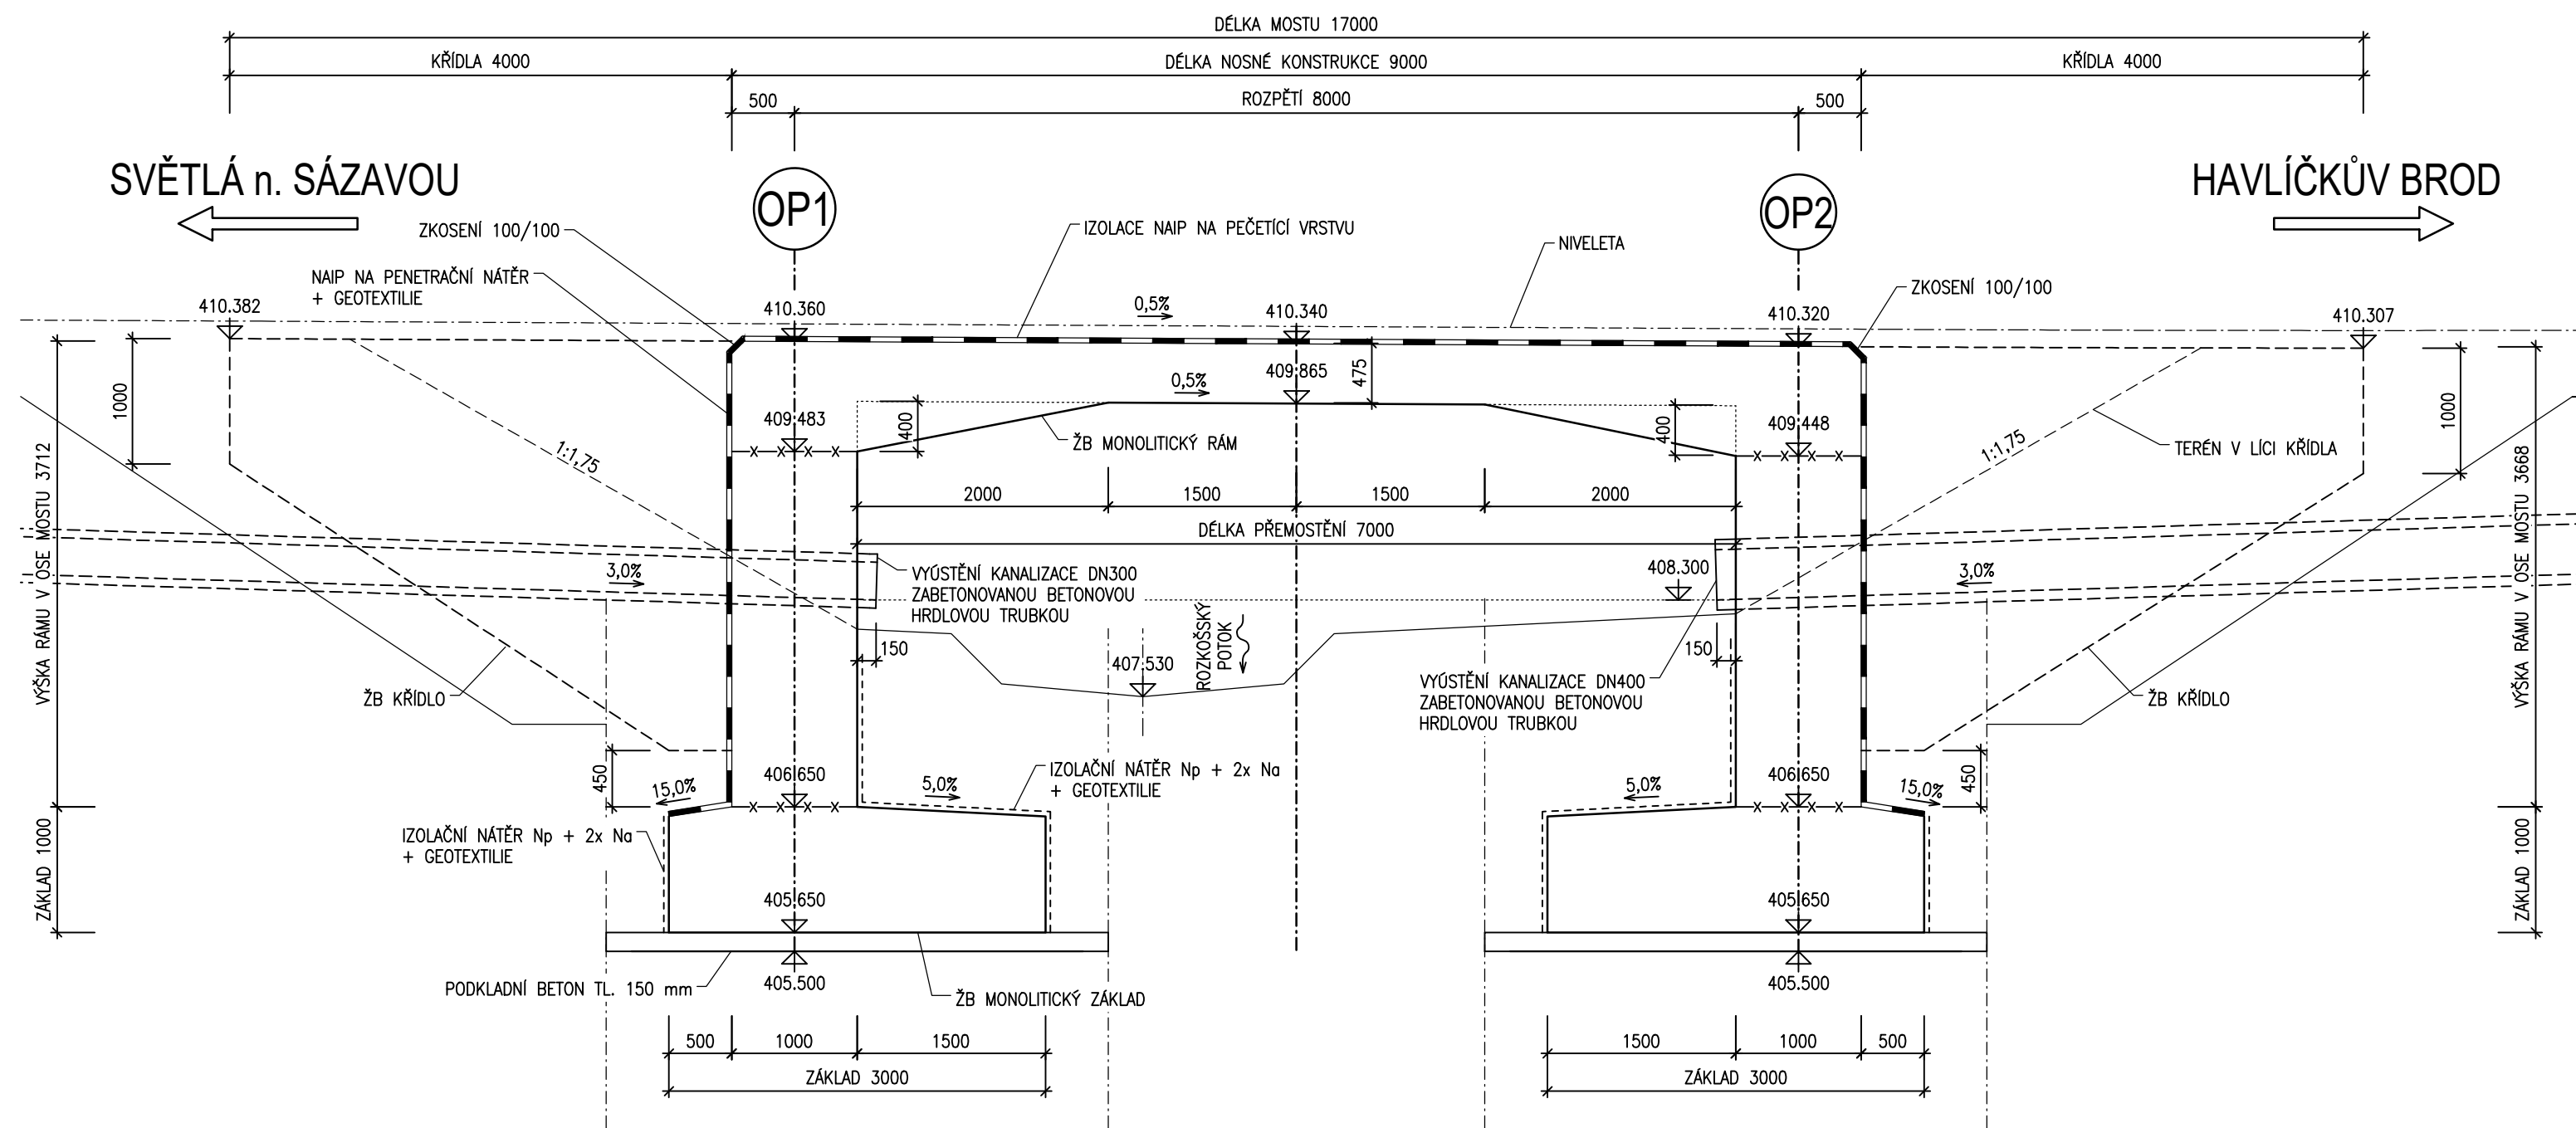 DÉLKA MOSTU 17000
KŘÍDLA 4000
DÉLKA NOSNÉ KONSTRUKCE 9000
KŘÍDLA 4000
500
ROZPĚTÍ 8000
500
SVĚTLÁ n. SÁZAVOU
OP1
OP2
HAVLÍČKŮV BROD
ZKOSENÍ 100/100
IZOLACE NAIP NA PEČETÍCÍ VRSTVU
NIVELETA
NAIP NA PENETRAČNÍ NÁTĚR
+ GEOTEXTILIE
ZKOSENÍ 100/100
410.382
410.360
0,5%
410.340
410.320
410.307
1000
409.483
400
0,5%
409.865
475
400
409.448
1000
1:1,75
ŽB MONOLITICKÝ RÁM
1:1,75
TERÉN V LÍCI KŘÍDLA
VÝŠKA RÁMU V OSE MOSTU 3712
2000
1500
1500
2000
VÝŠKA RÁMU V OSE MOSTU 3668
DÉLKA PŘEMOSTĚNÍ 7000
3,0%
VYÚSTĚNÍ KANALIZACE DN300
ZABETONOVANOU BETONOVOU
HRDLOVOU TRUBKOU
408.300
3,0%
ROZKOŠSKÝ
POTOK
150
407.530
150
VYÚSTĚNÍ KANALIZACE DN400
ZABETONOVANOU BETONOVOU
HRDLOVOU TRUBKOU
ŽB KŘÍDLO
ŽB KŘÍDLO
450
15,0%
406.650
5,0%
IZOLAČNÍ NÁTĚR Np + 2x Na
+ GEOTEXTILIE
5,0%
406.650
15,0%
450
IZOLAČNÍ NÁTĚR Np + 2x Na
+ GEOTEXTILIE
ZÁKLAD 1000
405.650
405.650
ZÁKLAD 1000
PODKLADNÍ BETON TL. 150 mm
405.500
ŽB MONOLITICKÝ ZÁKLAD
405.500
500
1000
1500
1500
1000
500
ZÁKLAD 3000
ZÁKLAD 3000